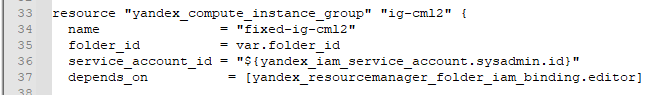 33 resource "yandex_compute_instance_group" "ig-cml2" {
34   name               = "fixed-ig-cml2"
35   folder_id          = var.folder_id
36   service_account_id = "${yandex_iam_service_account.sysadmin.id}"
37   depends_on          = [yandex_resourcemanager_folder_iam_binding.editor]
38